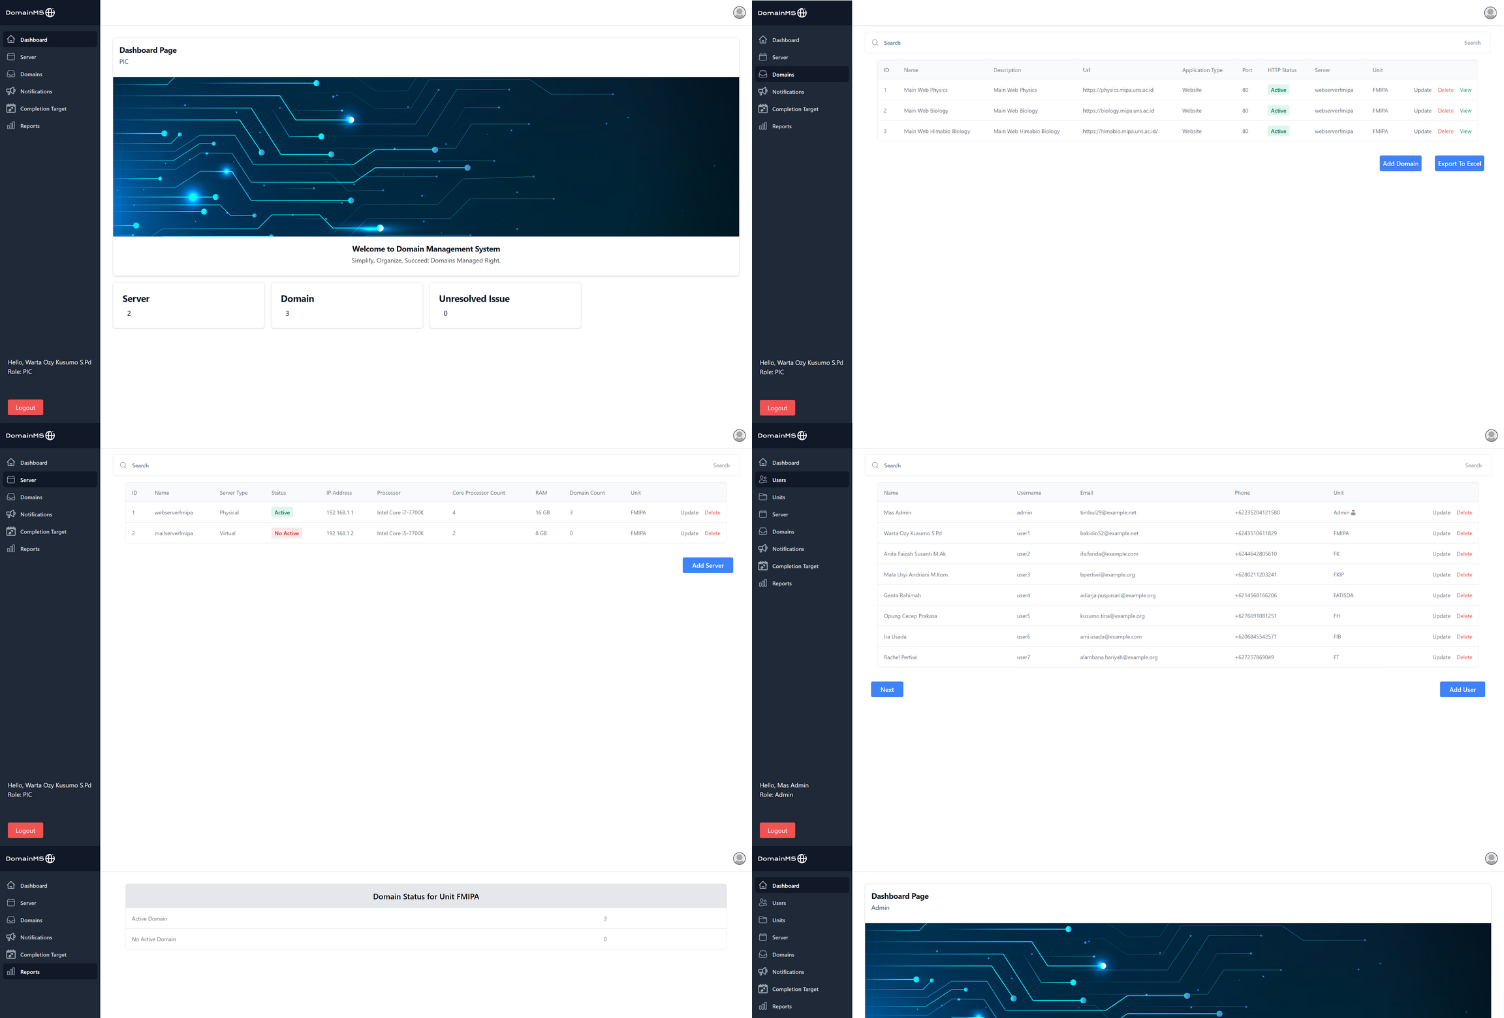 DomainMS
Dashboard
Server
Domains
Notifications
Completion Target
Reports
Dashboard Page
PIC
Welcome to Domain Management System
Simplify, Organize, Succeed: Domains Managed Right.
Server
2
Domain
3
Unresolved Issue
0
Hello, Warta Ozy Kusumo S.Pd
Role: PIC
Logout
DomainMS
Dashboard
Server
Domains
Notifications
Completion Target
Reports
Search Search
ID Name Description Url Application Type Port HTTP Status Server Unit
1 Main Web Physics Main Web Physics https://physics.mipa.uns.ac.id Website 80 Active webserverfmipa FMIPA Update Delete View
2 Main Web Biology Main Web Biology https://biology.mipa.uns.ac.id Website 80 Active webserverfmipa FMIPA Update Delete View
3 Main Web Himabio Biology Main Web Himabio Biology https://himabio.mipa.uns.ac.id/ Website 80 Active webserverfmipa FMIPA Update Delete View
Add Domain Export To Excel
Hello, Warta Ozy Kusumo S.Pd
Role: PIC
Logout
DomainMS
Dashboard
Server
Domains
Notifications
Completion Target
Reports
Search Search
ID Name Server Type Status IP Address Processor Core Processor Count RAM Domain Count Unit
1 webserverfmipa Physical Active 192.168.1.1 Intel Core i7-7700K 4 16 GB 3 FMIPA Update Delete
2 mailserverfmipa Virtual No Active 192.168.1.2 Intel Core i5-7700K 2 8 GB 0 FMIPA Update Delete
Add Server
Hello, Warta Ozy Kusumo S.Pd
Role: PIC
Logout
DomainMS
Dashboard
Users
Units
Server
Domains
Notifications
Completion Target
Reports
Search Search
Name Username Email Phone Unit
Mas Admin admin @example.net +6223520412158 Admin Update Delete
Warta Ozy Kusumo S.Pd user1 @example.net +6243510611829 FMIPA Update Delete
Anita Faizah Susanti M.Ak user2 @example.com +6244642805610 FK Update Delete
Mala Usyi Andriani M.Kom. user3 bpertiwi@example.org +6280211203241 FKIP Update Delete
Genta Rahimah user4 adiarja.puspasari@example.org +6214560166206 FATISDA Update Delete
Opung Cecep Prakasa user5 kusumo.tina@example.org +6276891081251 FH Update Delete
Ira Usada user6 ami.usada@example.com +6206845542571 FIB Update Delete
Rachel Pertiwi user7 alambana.hariyah@example.org +627257869049 FT Update Delete
Next Add User
Hello, Mas Admin
Role: Admin
Logout
DomainMS
Dashboard
Server
Domains
Notifications
Completion Target
Reports
Domain Status for Unit FMIPA
Active Domain 3
No Active Domain 0
DomainMS
Dashboard
Users
Units
Server
Domains
Notifications
Completion Target
Reports
Dashboard Page
Admin